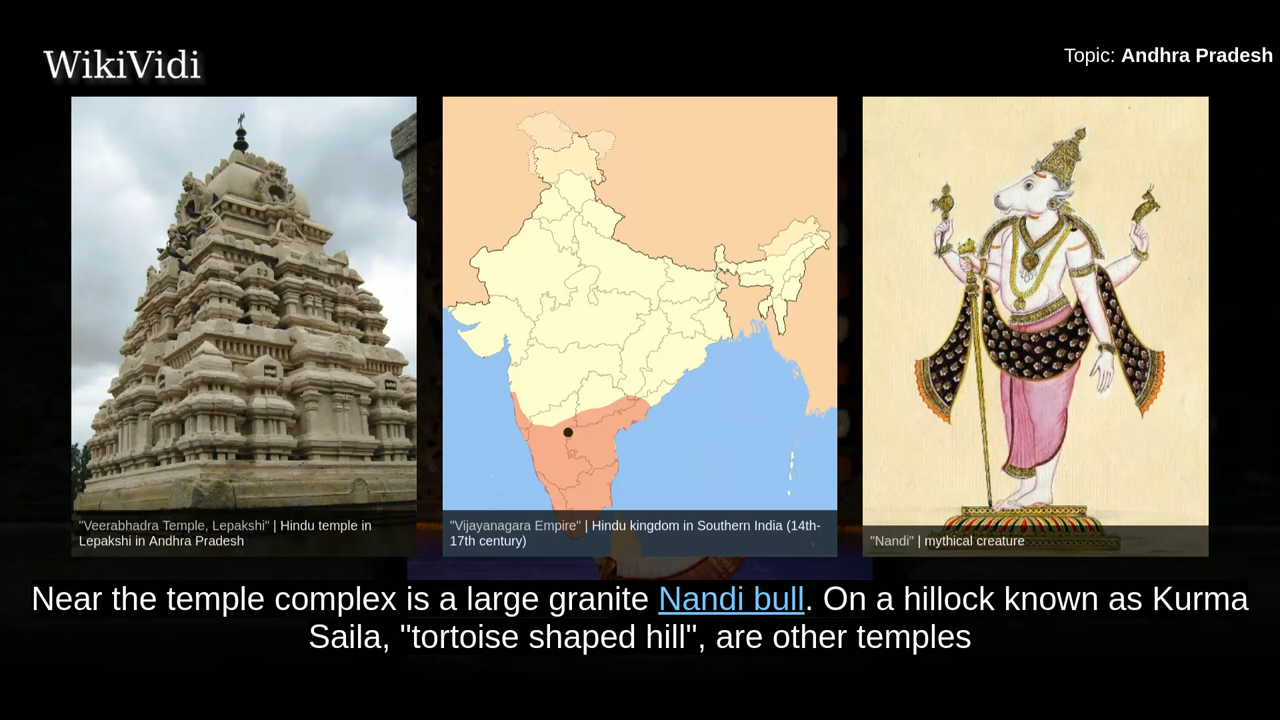 WikiVidi
Topic: Andhra Pradesh
"Veerabhadra Temple, Lepakshi" | Hindu temple in
Lepakshi in Andhra Pradesh
"Vijayanagara Empire" | Hindu kingdom in Southern India (14th-
17th century)
"Nandi" | mythical creature
Near the temple complex is a large granite Nandi bull. On a hillock known as Kurma
Saila, "tortoise shaped hill", are other temples